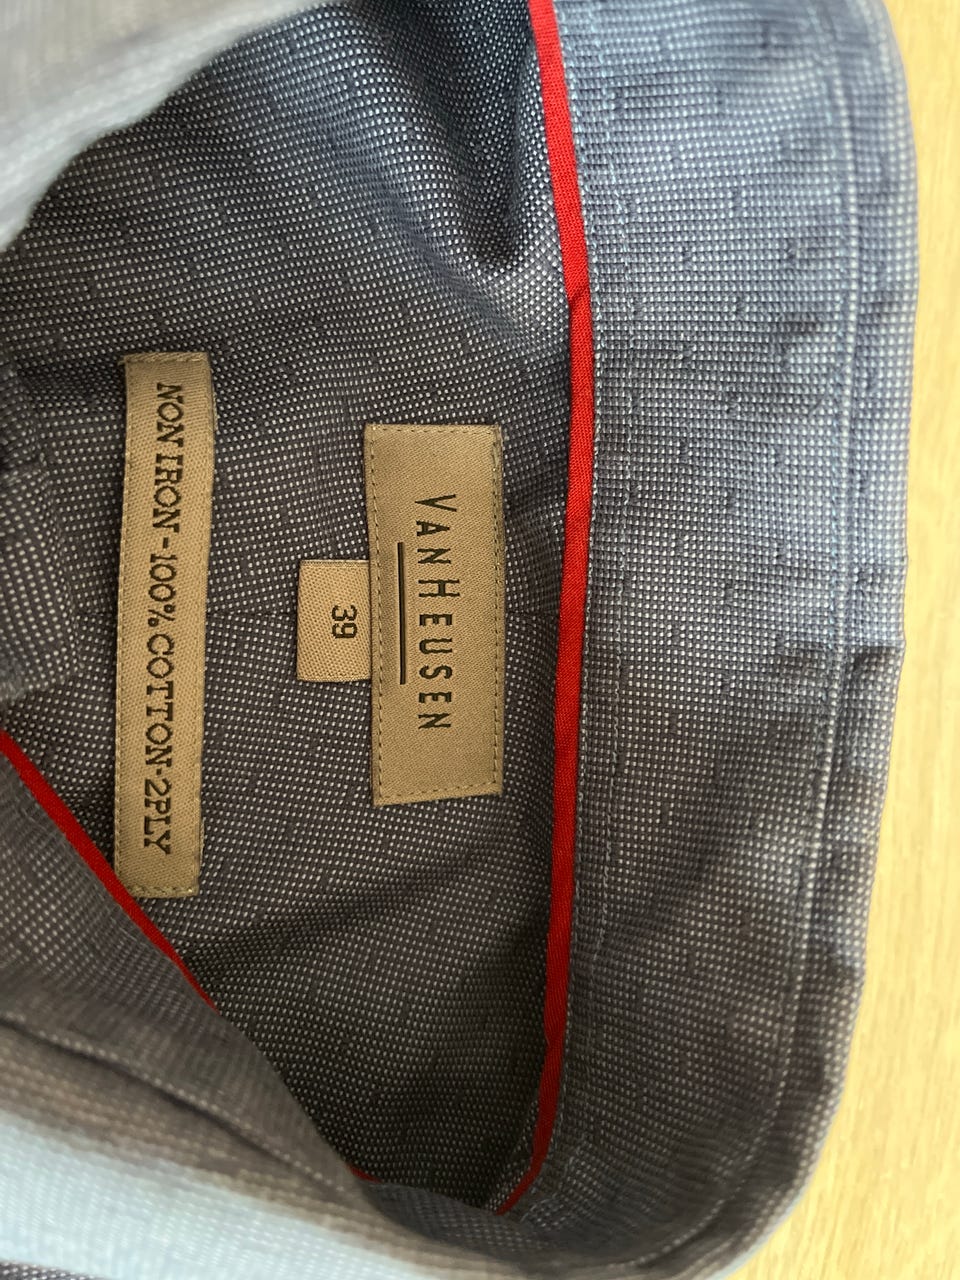 VANHEUSEN
39
NON IRON-100% COTTON-2PLY